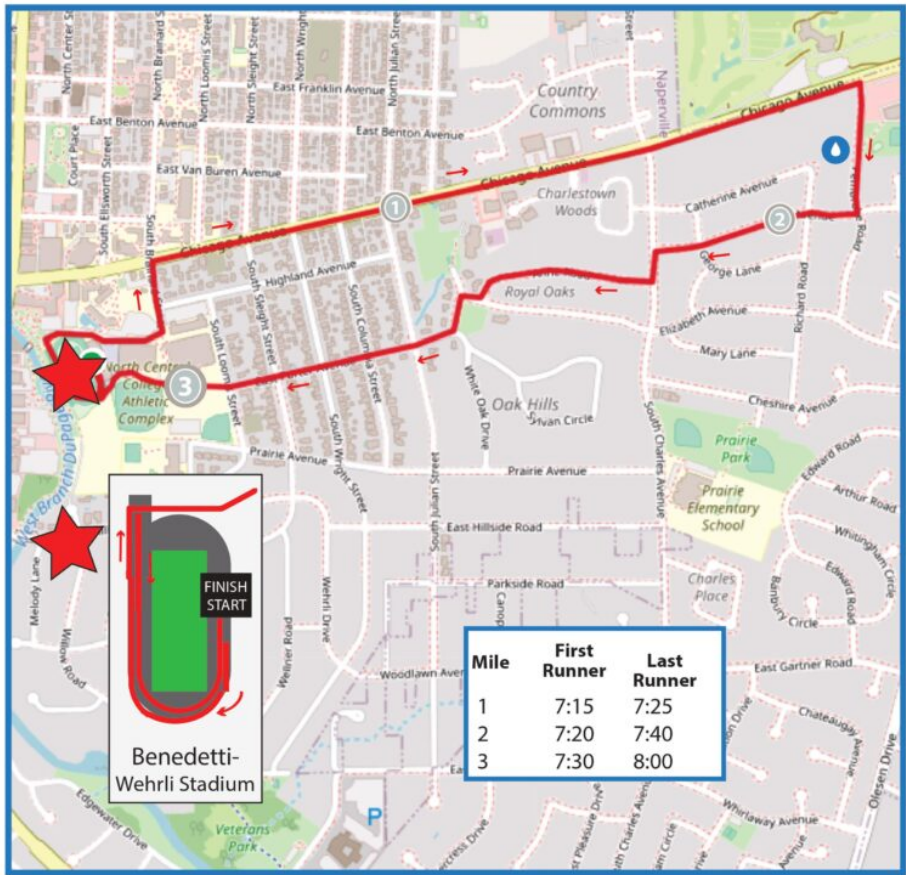 North Center St
North Brainard Street
North Loomis Street
North Sleight Street
North Wright
North Julian Street
East Franklin Avenue
East Benton Avenue
East Benton Avenue
Court Place
South Ellsworth Street
East Van Buren Avenue
Country
Commons
Naperville
Chicago Avenue
Chicago Avenue
Chicago Avenue
Charlestown
Woods
Catherine Avenue
1
2
Highland Avenue
George Lane
Richard Road
Royal Oaks
Elizabeth Avenue
Mary Lane
South Sleight Street
South Columbia Street
South Wright Street
South Julian Street
North Central
College
Athletic
Complex
3
West Branch DuPage
White Oak Drive
Oak Hills
Cheshire Avenue
South Charles Avenue
Prairie Avenue
Prairie Avenue
Prairie
Park
Prairie
Elementary
School
Edward Road
Arthur Road
Whitingham Circle
Edward Road
Banbury Circle
East Hillside Road
Parkside Road
Charles
Place
Melody Lane
Willow Road
Wehrli Drive
Wellner Road
Woodlawn Ave
East Gartner Road
Chateaugay Avenue
Whirlaway Avenue
Olesen Drive
Edgewater Drive
Veterans
Park
P
FINISH
START
Benedetti-
Wehrli Stadium
Mile First Runner Last Runner
1 7:15 7:25
2 7:20 7:40
3 7:30 8:00